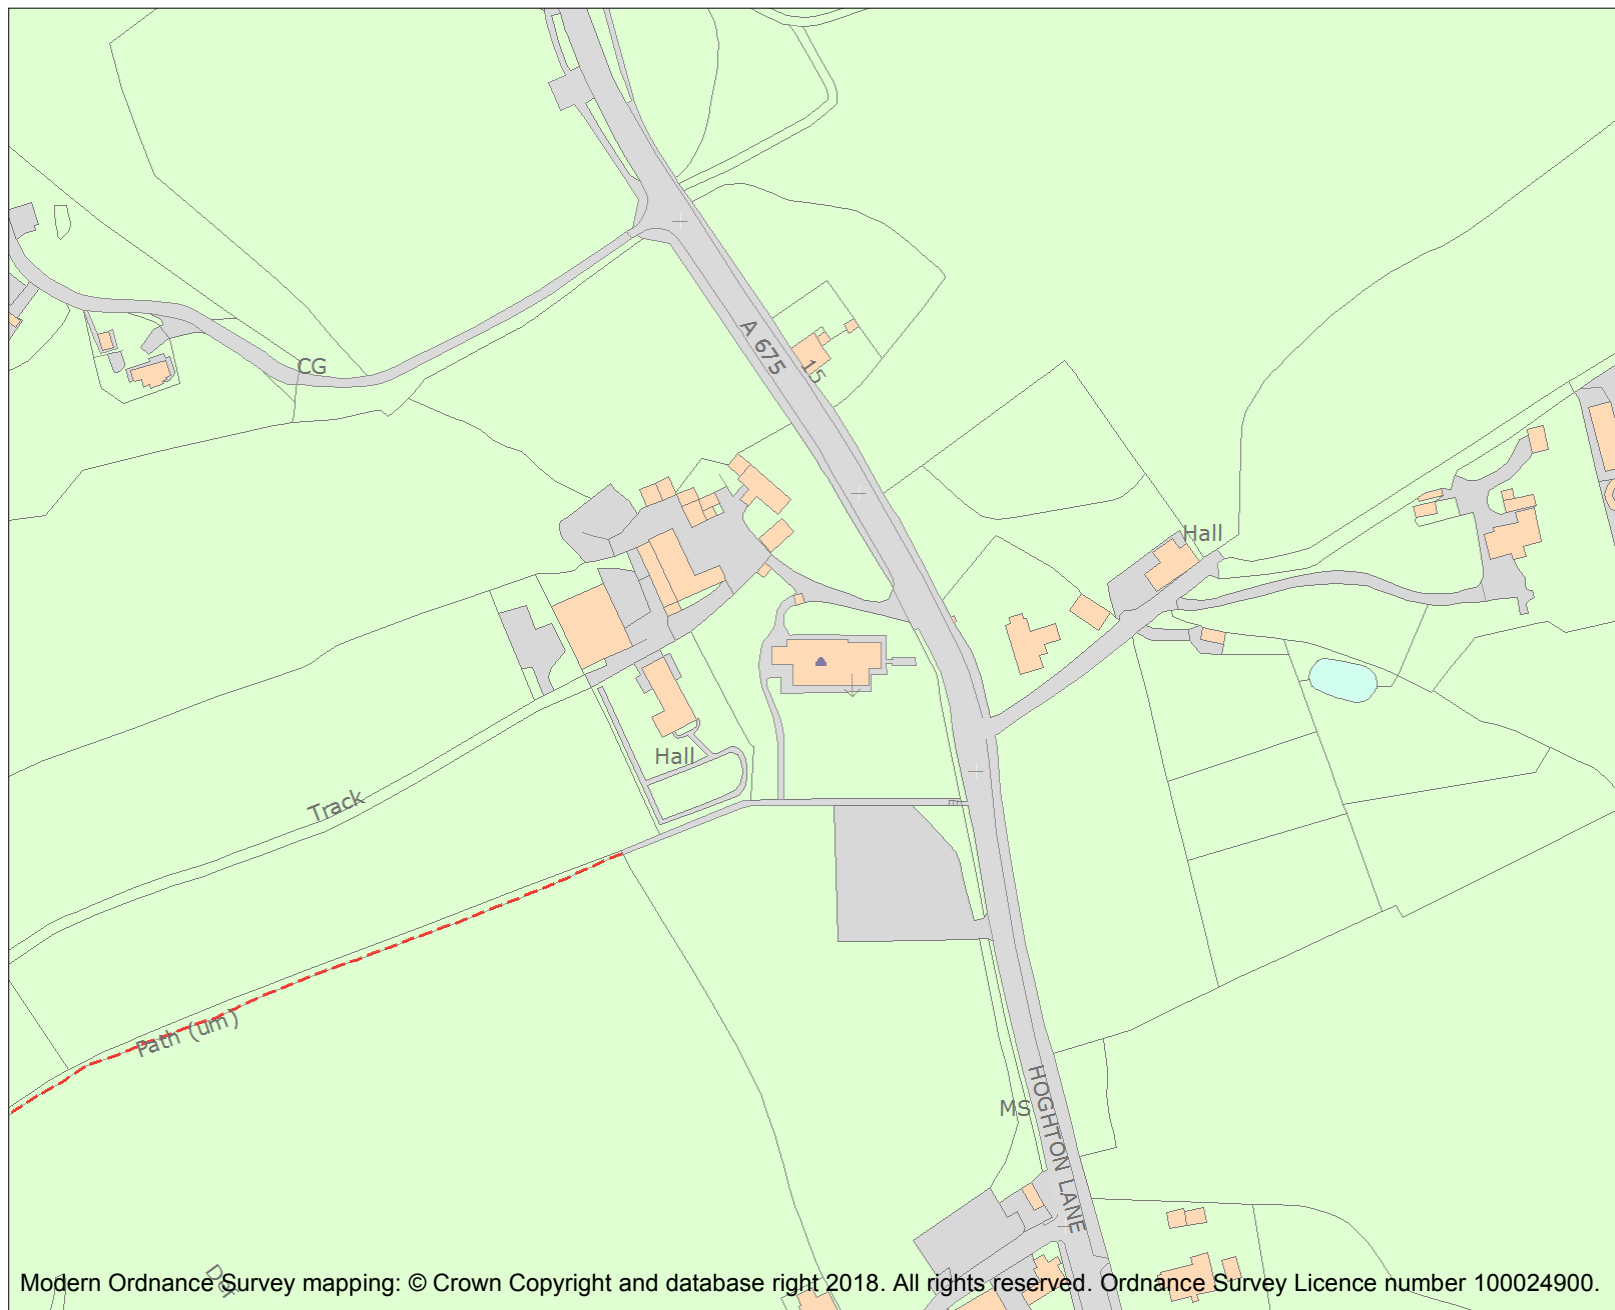 A 675
15
CG
Hall
Hall
Track
Path (um)
MS
HOGHTON LANE
Modern Ordnance Survey mapping: © Crown Copyright and database right 2018. All rights reserved. Ordnance Survey Licence number 100024900.